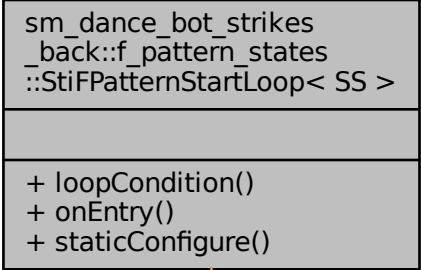 sm_dance_bot_strikes
_back::f_pattern_states
::StiFPatternStartLoop< SS >
+ loopCondition()
+ onEntry()
+ staticConfigure()